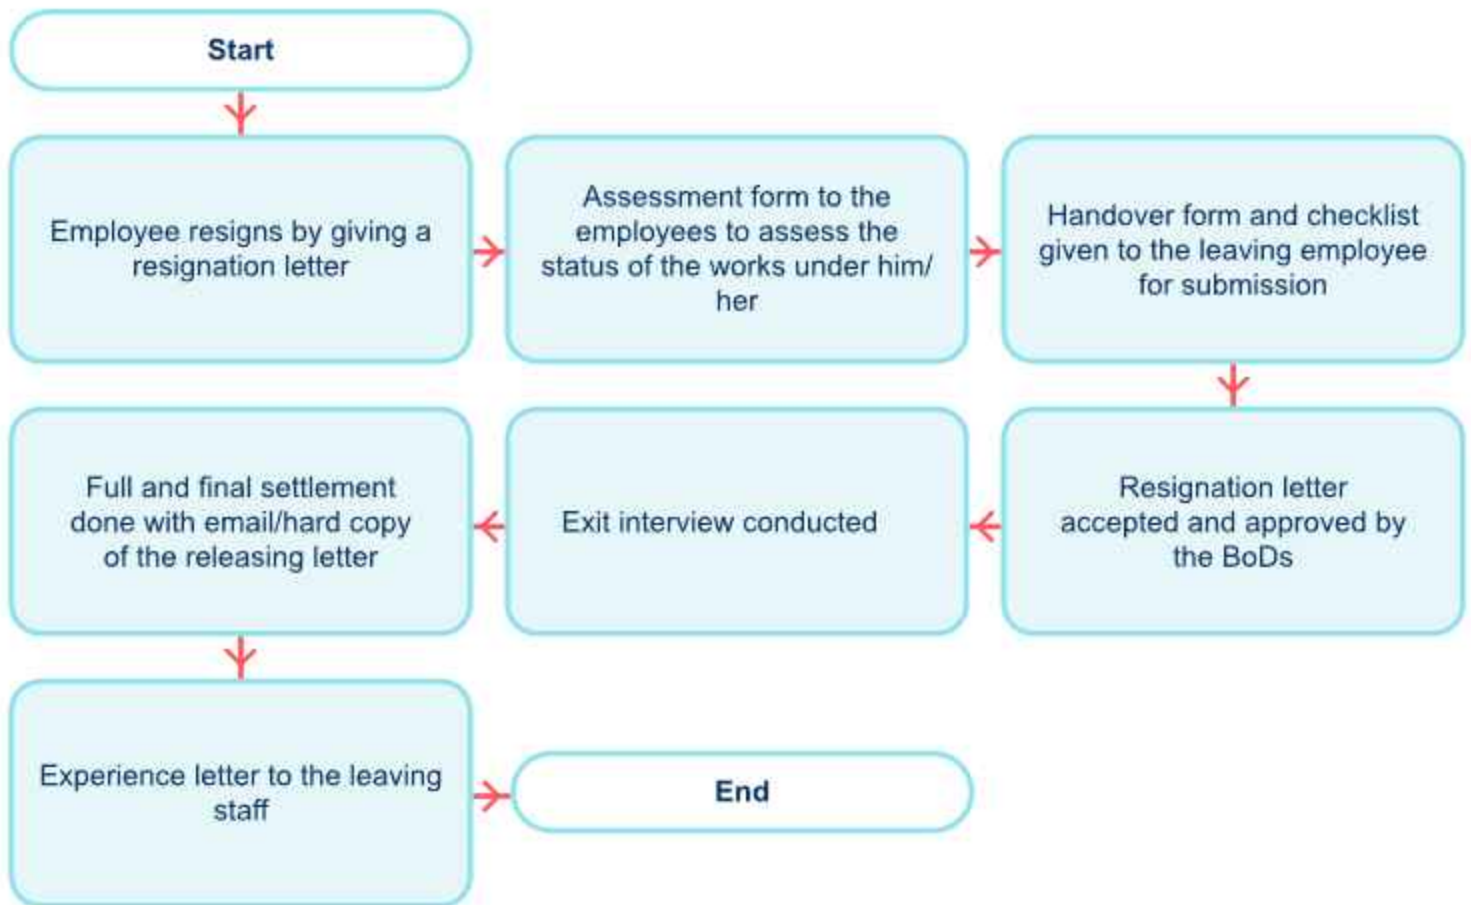 Start
Employee resigns by giving a
resignation letter
Assessment form to the
employees to assess the
status of the works under him/
her
Handover form and checklist
given to the leaving employee
for submission
Resignation letter
accepted and approved by
the BoDs
Exit interview conducted
Full and final settlement
done with email/hard copy
of the releasing letter
Experience letter to the leaving
staff
End